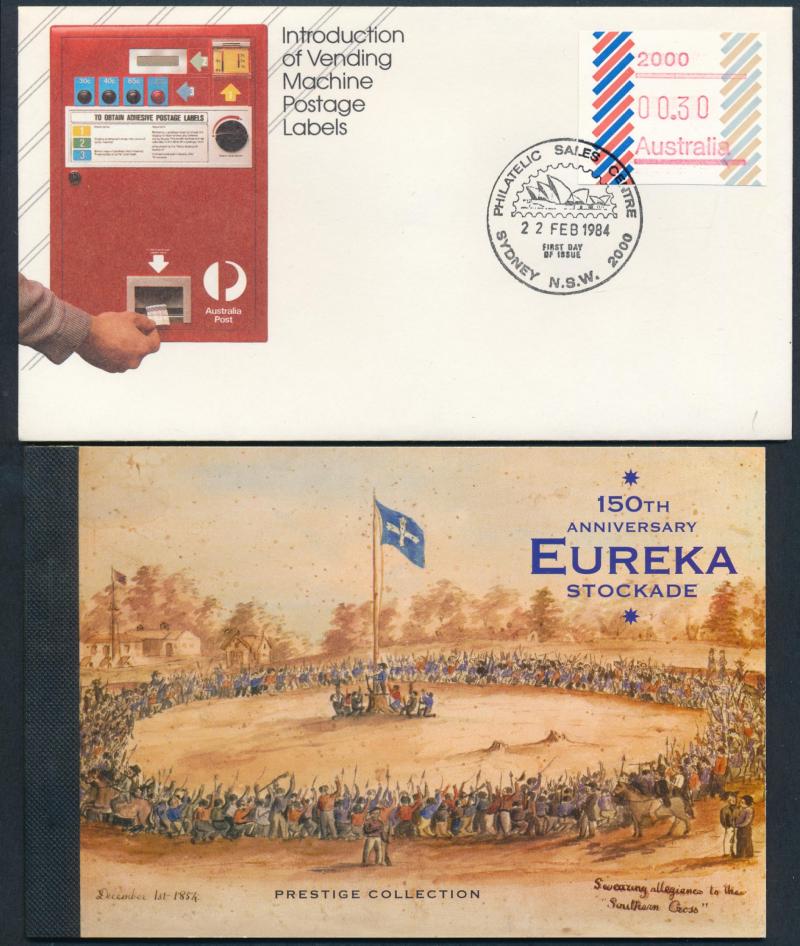 Introduction
of Vending
Machine
Postage
Labels
30c 40c 85c
TO OBTAIN ADHESIVE POSTAGE LABELS
1
2
3
Australia
Post
2000
00.30
Australia
PHILATELIC SALES CENTRE
22 FEB 1984
FIRST DAY
OF ISSUE
SYDNEY N.S.W. 2000
150TH
ANNIVERSARY
EUREKA
STOCKADE
December 1st 1854.
PRESTIGE COLLECTION
Swearing allegiance to the
"Southern Cross"